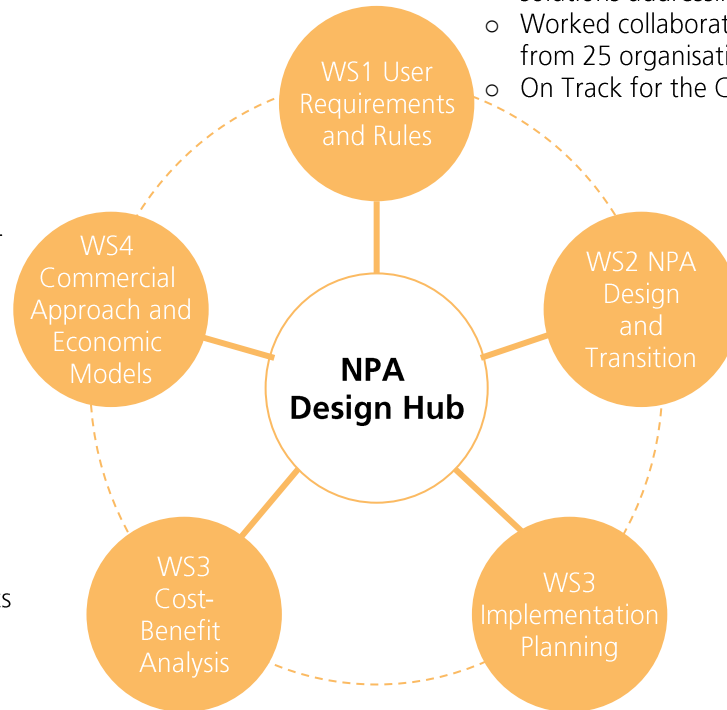 Worked collaborat
from 25 organisati
On Track for the C
WS1 User
Requirements
and Rules
WS4
Commercial
Approach and
Economic
Models
WS2 NPA
Design
and
Transition
NPA
Design Hub
WS3
Cost-
Benefit
Analysis
WS3
Implementation
Planning